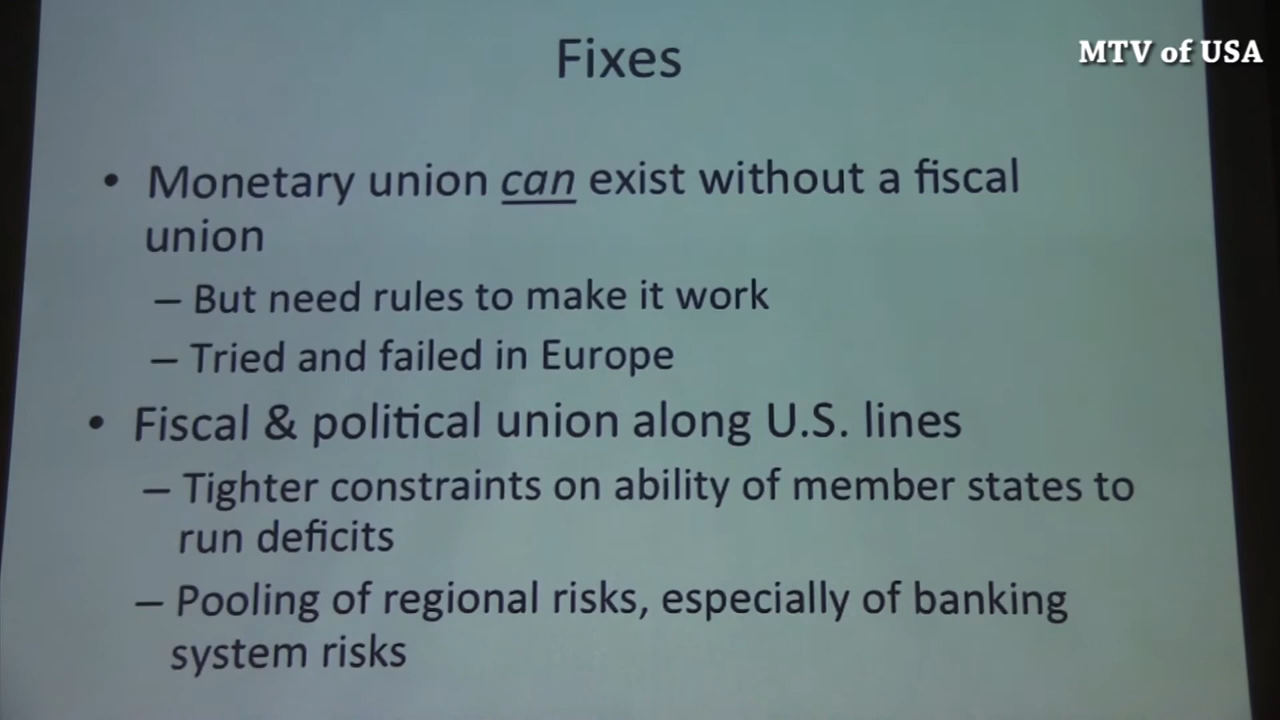 Fixes
MTV of USA
• Monetary union can exist without a fiscal
union
– But need rules to make it work
– Tried and failed in Europe
• Fiscal & political union along U.S. lines
– Tighter constraints on ability of member states to
run deficits
– Pooling of regional risks, especially of banking
system risks